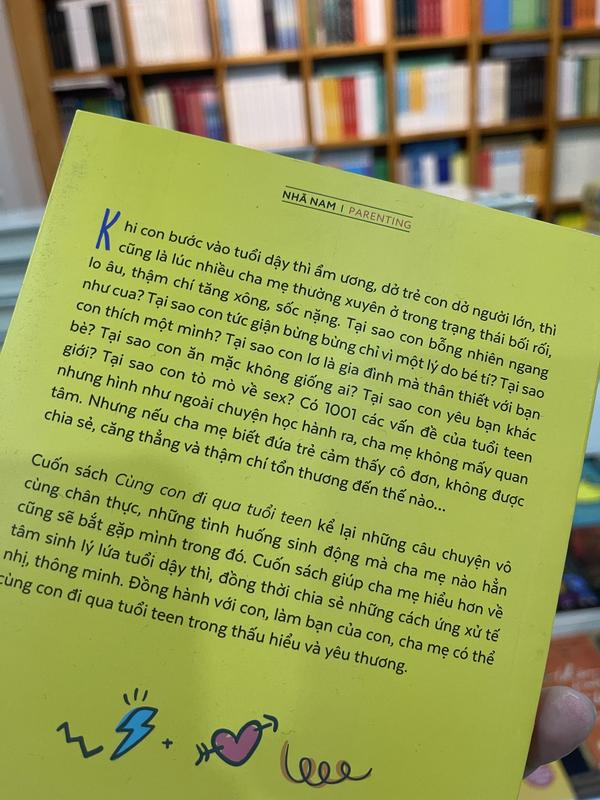 NHÃ NAM | PARENTING
Khi con bước vào tuổi dậy thì ẩm ương, dở trẻ con dở người lớn, thì
cũng là lúc nhiều cha mẹ thường xuyên ở trong trạng thái bối rối,
lo âu, thậm chí tăng xông, sốc nặng. Tại sao con bỗng nhiên ngang
như cua? Tại sao con tức giận bừng bừng chỉ vì một lý do bé tí? Tại sao
con thích một mình? Tại sao con lơ là gia đình mà thân thiết với bạn
bè? Tại sao con ăn mặc không giống ai? Tại sao con yêu bạn khác
giới? Tại sao con tò mò về sex? Có 1001 các vấn đề của tuổi teen
nhưng hình như ngoài chuyện học hành ra, cha mẹ không mấy quan
tâm. Nhưng nếu cha mẹ biết đứa trẻ cảm thấy cô đơn, không được
chia sẻ, căng thẳng và thậm chí tổn thương đến thế nào...
Cuốn sách Cùng con đi qua tuổi teen kể lại những câu chuyện vô
cùng chân thực, những tình huống sinh động mà cha mẹ nào hẳn
cũng sẽ bắt gặp mình trong đó. Cuốn sách giúp cha mẹ hiểu hơn về
tâm sinh lý lứa tuổi dậy thì, đồng thời chia sẻ những cách ứng xử tế
nhị, thông minh. Đồng hành với con, làm bạn của con, cha mẹ có thể
cùng con đi qua tuổi teen trong thấu hiểu và yêu thương.